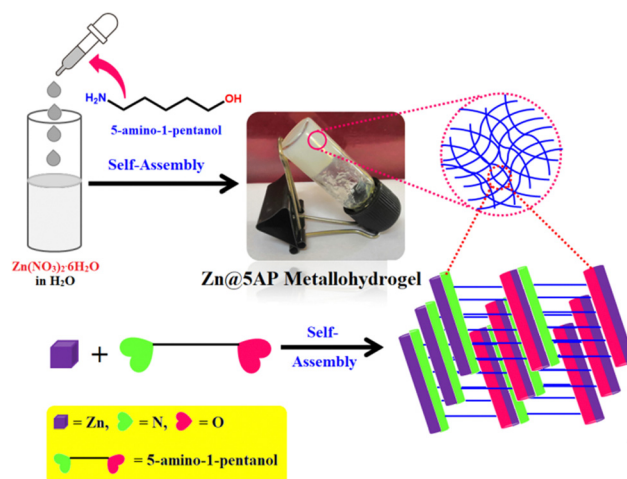 H₂N
OH
5-amino-1-pentanol
Self-Assembly
Zn(NO₃)₂·6H₂O
in H₂O
Zn@5AP Metallohydrogel
+
Self-
Assembly
= Zn, = N, = O
= 5-amino-1-pentanol